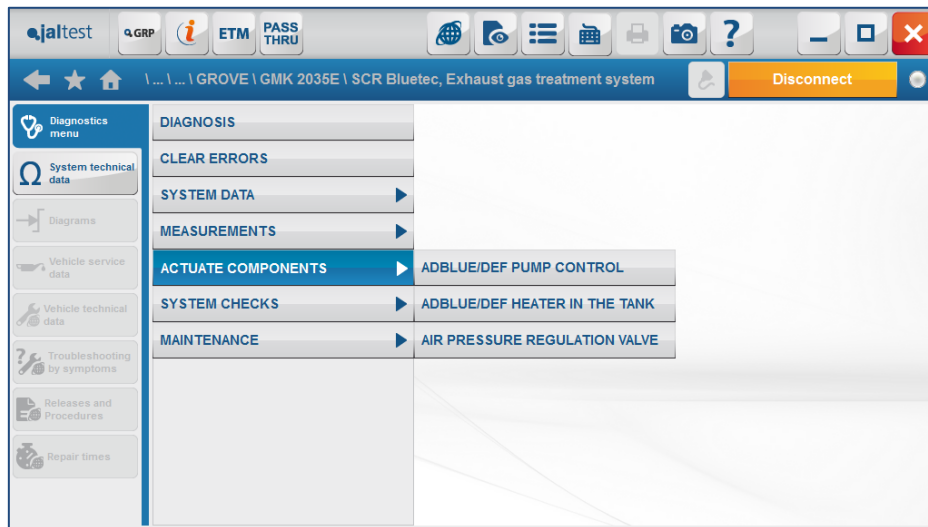 jaltest
GRP
i
ETM
PASS
THRU
?
\ ... \ ... \ GROVE \ GMK 2035E \ SCR Bluetec, Exhaust gas treatment system
Disconnect
Diagnostics
menu
System technical
data
Diagrams
Vehicle service
data
Vehicle technical
data
Troubleshooting
by symptoms
Releases and
Procedures
Repair times
DIAGNOSIS
CLEAR ERRORS
SYSTEM DATA
MEASUREMENTS
ACTUATE COMPONENTS
SYSTEM CHECKS
MAINTENANCE
ADBLUE/DEF PUMP CONTROL
ADBLUE/DEF HEATER IN THE TANK
AIR PRESSURE REGULATION VALVE